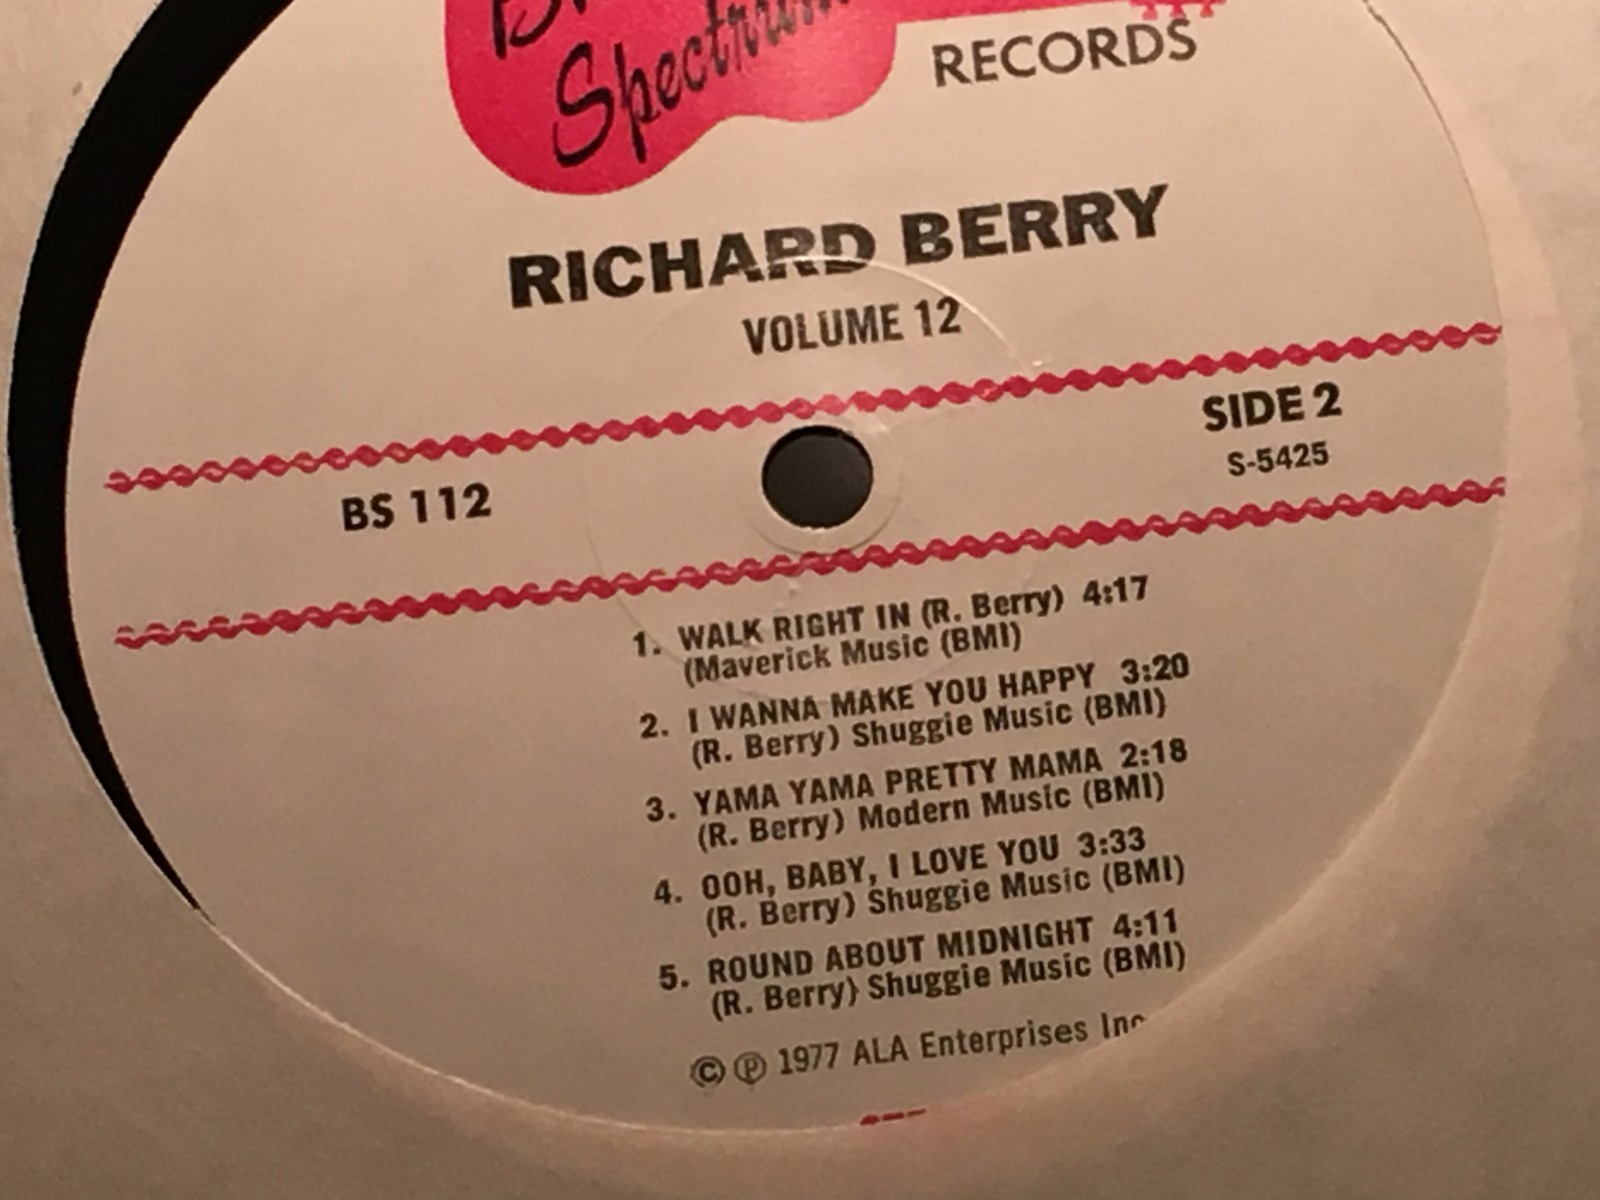 Spectrum
RECORDS
RICHARD BERRY
VOLUME 12
SIDE 2
S-5425
BS 112
1. WALK RIGHT IN (R. Berry) 4:17
(Maverick Music (BMI)
2. I WANNA MAKE YOU HAPPY 3:20
(R. Berry) Shuggie Music (BMI)
3. YAMA YAMA PRETTY MAMA 2:18
(R. Berry) Modern Music (BMI)
4. OOH, BABY, I LOVE YOU 3:33
(R. Berry) Shuggie Music (BMI)
5. ROUND ABOUT MIDNIGHT 4:11
(R. Berry) Shuggie Music (BMI)
© ℗ 1977 ALA Enterprises Inc